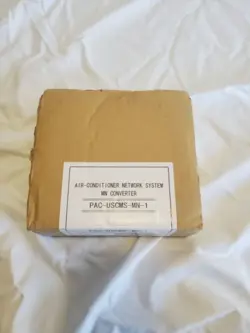 AIR-CONDITIONER NETWORK SYSTEM
MN CONVERTER
PAC-USCMS-MN-1